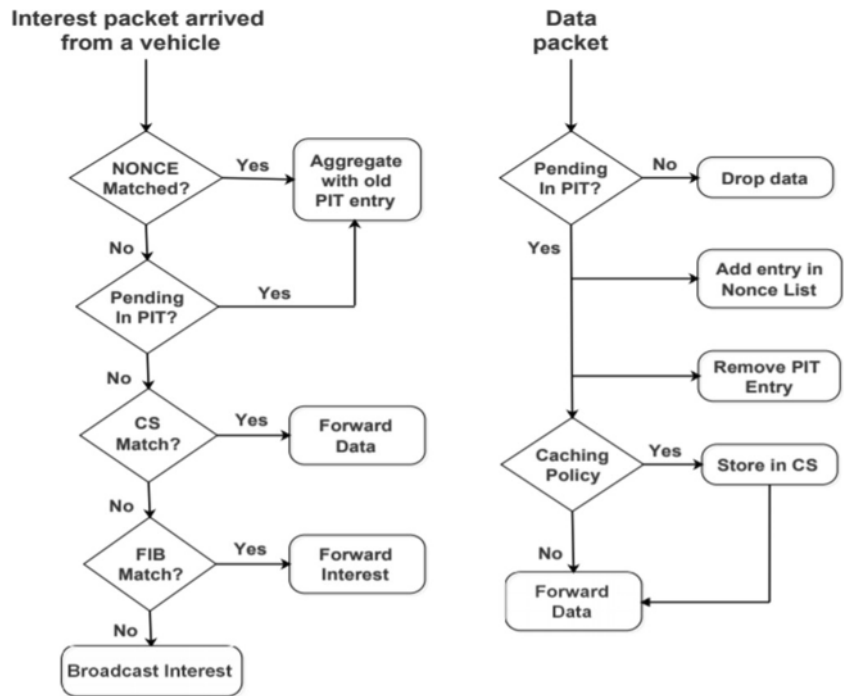 Interest packet arrived
from a vehicle
NONCE
Matched?
Yes
Aggregate
with old
PIT entry
No
Pending
In PIT?
Yes
No
CS
Match?
Yes
Forward
Data
No
FIB
Match?
Yes
Forward
Interest
No
Broadcast Interest
Data
packet
Pending
In PIT?
No
Drop data
Yes
Add entry in
Nonce List
Remove PIT
Entry
Caching
Policy
Yes
Store in CS
No
Forward
Data